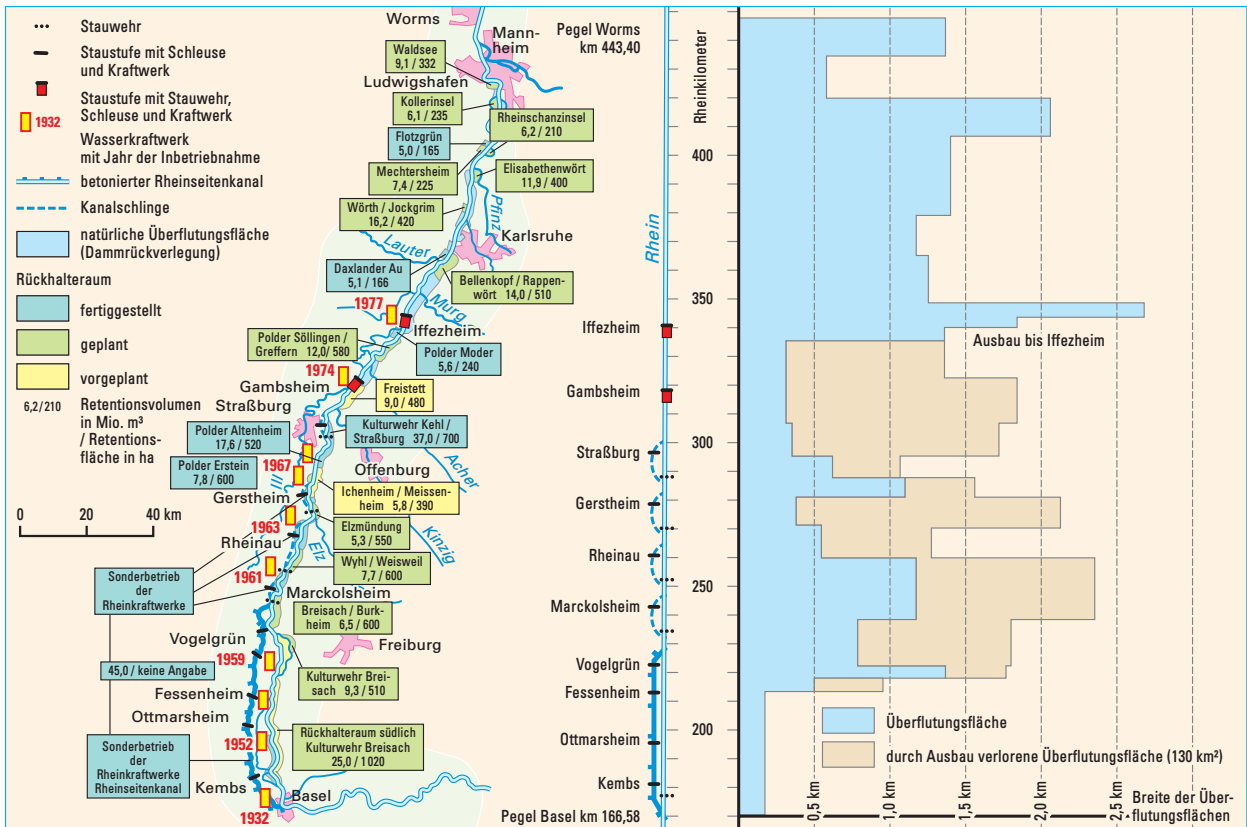 Stauwehr
Staustufe mit Schleuse
und Kraftwerk
Staustufe mit Stauwehr,
Schleuse und Kraftwerk
1932
Wasserkraftwerk
mit Jahr der Inbetriebnahme
betonierter Rheinseitenkanal
Kanalschlinge
natürliche Überflutungsfläche
(Dammrückverlegung)
Rückhalteraum
fertiggestellt
geplant
vorgeplant
6,2/210
Retentionsvolumen
in Mio. m³
/ Retentions-
fläche in ha
0 20 40 km
Worms
Mann-
heim
Waldsee
9,1 / 332
Ludwigshafen
Kollerinsel
6,1 / 235
Rheinschanzinsel
6,2 / 210
Flotzgrün
5,0 / 165
Mechtersheim
7,4 / 225
Elisabethenwört
11,9 / 400
Wörth / Jockgrim
16,2 / 420
Pfinz
Karlsruhe
Lauter
Daxlander Au
5,1 / 166
Bellenkopf / Rappen-
wört 14,0 / 510
1977
Murg
Iffezheim
Polder Söllingen /
Greffern 12,0/ 580
Polder Moder
5,6 / 240
1974
Gambsheim
Freistett
9,0 / 480
Straßburg
Polder Altenheim
17,6 / 520
Kulturwehr Kehl /
Straßburg 37,0 / 700
Polder Erstein
7,8 / 600
1967
Offenburg
Acher
Ill
Gerstheim
Ichenheim / Meissen-
heim 5,8 / 390
1963
Elzmündung
5,3 / 550
Kinzig
Rheinau
Elz
Wyhl / Weisweil
7,7 / 600
1961
Sonderbetrieb
der
Rheinkraftwerke
Marckolsheim
Breisach / Burk-
heim 6,5 / 600
Vogelgrün
Freiburg
1959
45,0 / keine Angabe
Kulturwehr Brei-
sach 9,3 / 510
Fessenheim
Ottmarsheim
1952
Rückhalteraum südlich
Kulturwehr Breisach
25,0 / 1020
Sonderbetrieb
der
Rheinkraftwerke
Rheinseitenkanal
Kembs
Basel
1932
Pegel Worms
km 443,40
Rhein
Iffezheim
Gambsheim
Straßburg
Gerstheim
Rheinau
Marckolsheim
Vogelgrün
Fessenheim
Ottmarsheim
Kembs
Pegel Basel km 166,58
Rheinkilometer
400
350
300
250
200
Ausbau bis Iffezheim
Überflutungsfläche
durch Ausbau verlorene Überflutungsfläche (130 km²)
0,5 km
1,0 km
1,5 km
2,0 km
2,5 km
Breite der Über-
flutungsflächen